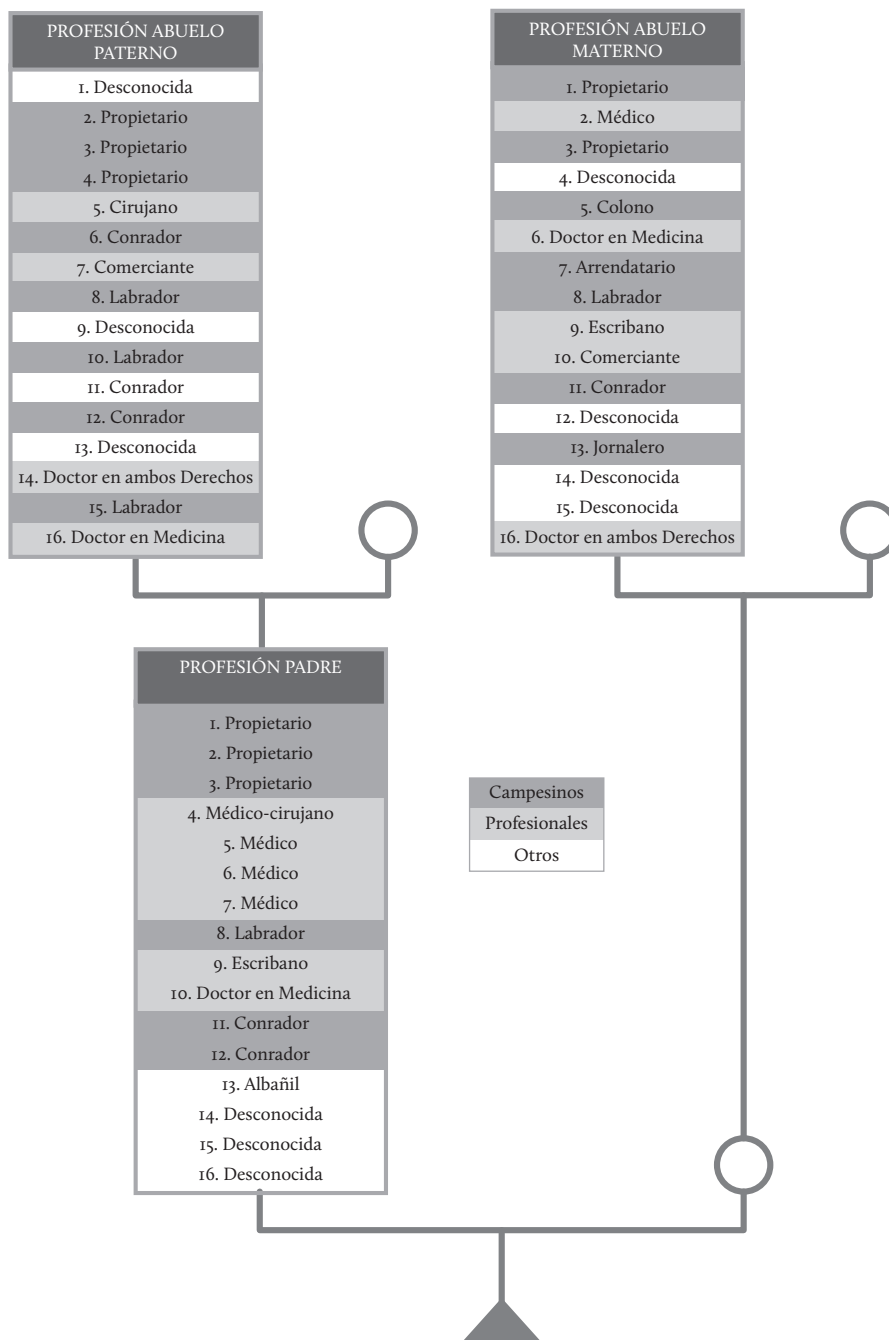 PROFESIÓN ABUELO
PATERNO
1. Desconocida
2. Propietario
3. Propietario
4. Propietario
5. Cirujano
6. Conrador
7. Comerciante
8. Labrador
9. Desconocida
10. Labrador
11. Conrador
12. Conrador
13. Desconocida
14. Doctor en ambos Derechos
15. Labrador
16. Doctor en Medicina
PROFESIÓN ABUELO
MATERNO
1. Propietario
2. Médico
3. Propietario
4. Desconocida
5. Colono
6. Doctor en Medicina
7. Arrendatario
8. Labrador
9. Escribano
10. Comerciante
11. Conrador
12. Desconocida
13. Jornalero
14. Desconocida
15. Desconocida
16. Doctor en ambos Derechos
PROFESIÓN PADRE
1. Propietario
2. Propietario
3. Propietario
4. Médico-cirujano
5. Médico
6. Médico
7. Médico
8. Labrador
9. Escribano
10. Doctor en Medicina
11. Conrador
12. Conrador
13. Albañil
14. Desconocida
15. Desconocida
16. Desconocida
Campesinos
Profesionales
Otros